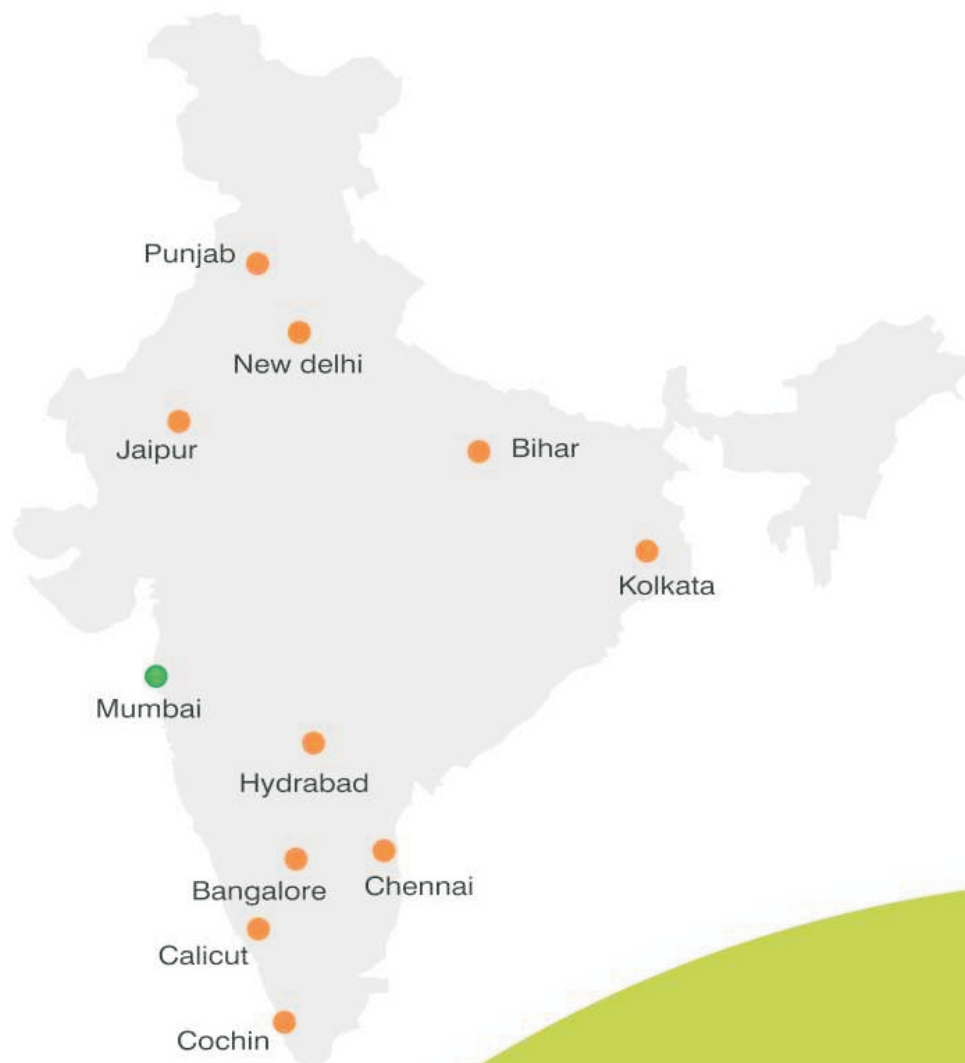 Punjab
New delhi
Jaipur
Bihar
Kolkata
Mumbai
Hydrabad
Bangalore
Chennai
Calicut
Cochin